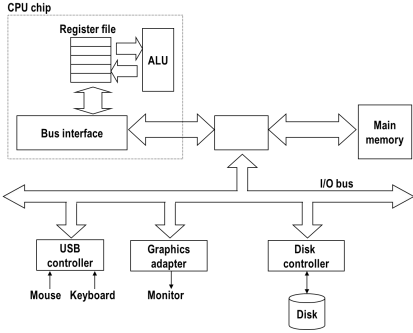 CPU chip
Register file
ALU
Bus interface
Main
memory
I/O bus
USB
controller
Graphics
adapter
Disk
controller
Mouse
Keyboard
Monitor
Disk